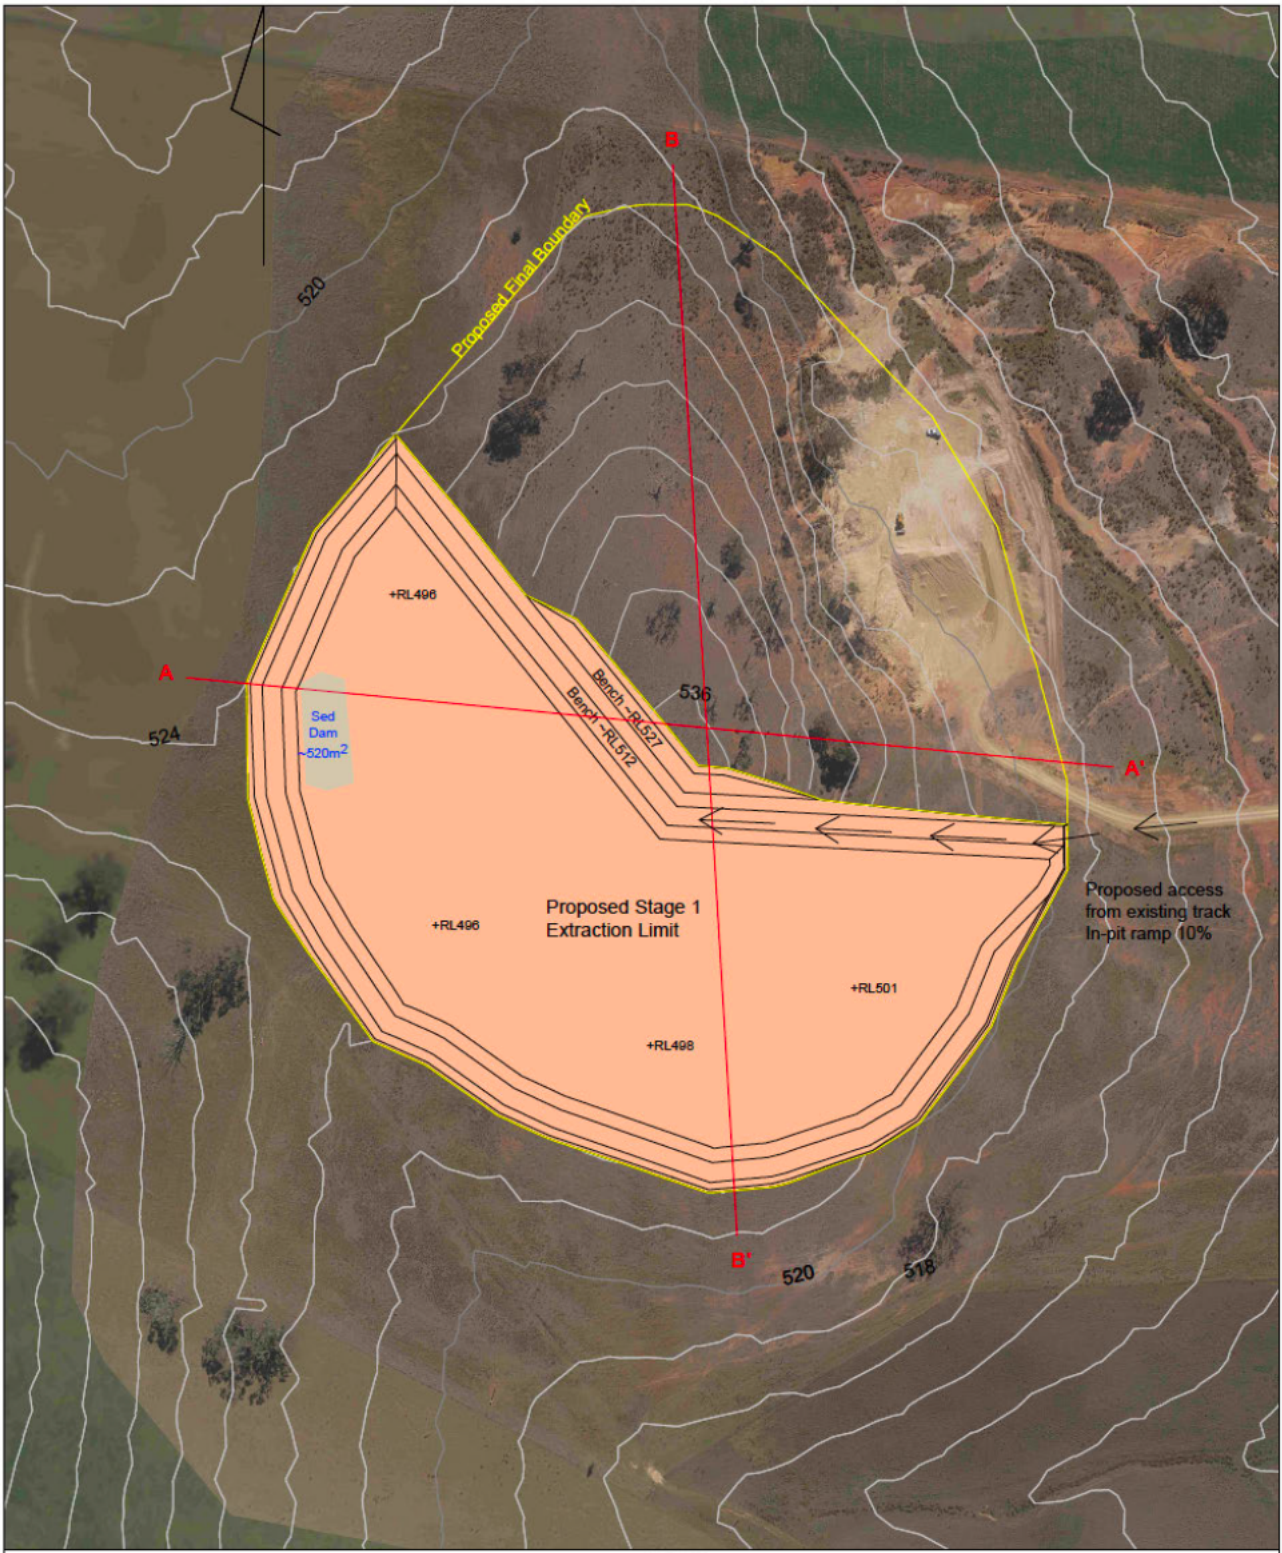 B
520
Proposed Final Boundary
+RL496
A
536
Bench ~RL527
Bench ~RL512
Sed
Dam
~520m2
524
A'
Proposed access
from existing track
In-pit ramp 10%
Proposed Stage 1
Extraction Limit
+RL496
+RL501
+RL498
B'
520
518